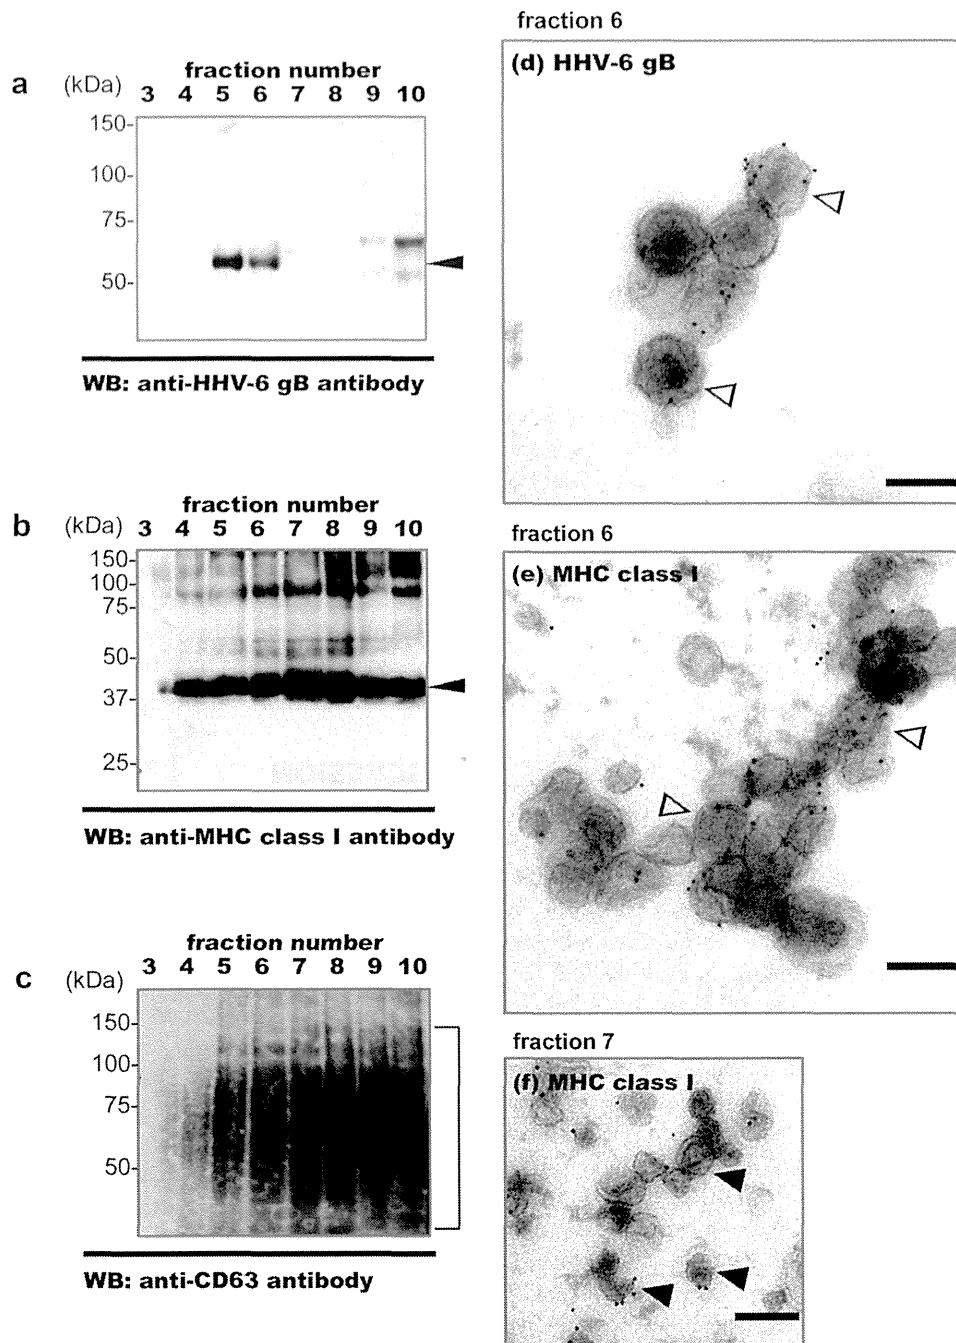 fraction number
a (kDa) 3 4 5 6 7 8 9 10
150-
100-
75-
50-
WB: anti-HHV-6 gB antibody
fraction number
b (kDa) 3 4 5 6 7 8 9 10
150-
100-
75-
50-
37-
25-
WB: anti-MHC class I antibody
fraction number
c (kDa) 3 4 5 6 7 8 9 10
150-
100-
75-
50-
WB: anti-CD63 antibody
fraction 6
(d) HHV-6 gB
fraction 6
(e) MHC class I
fraction 7
(f) MHC class I